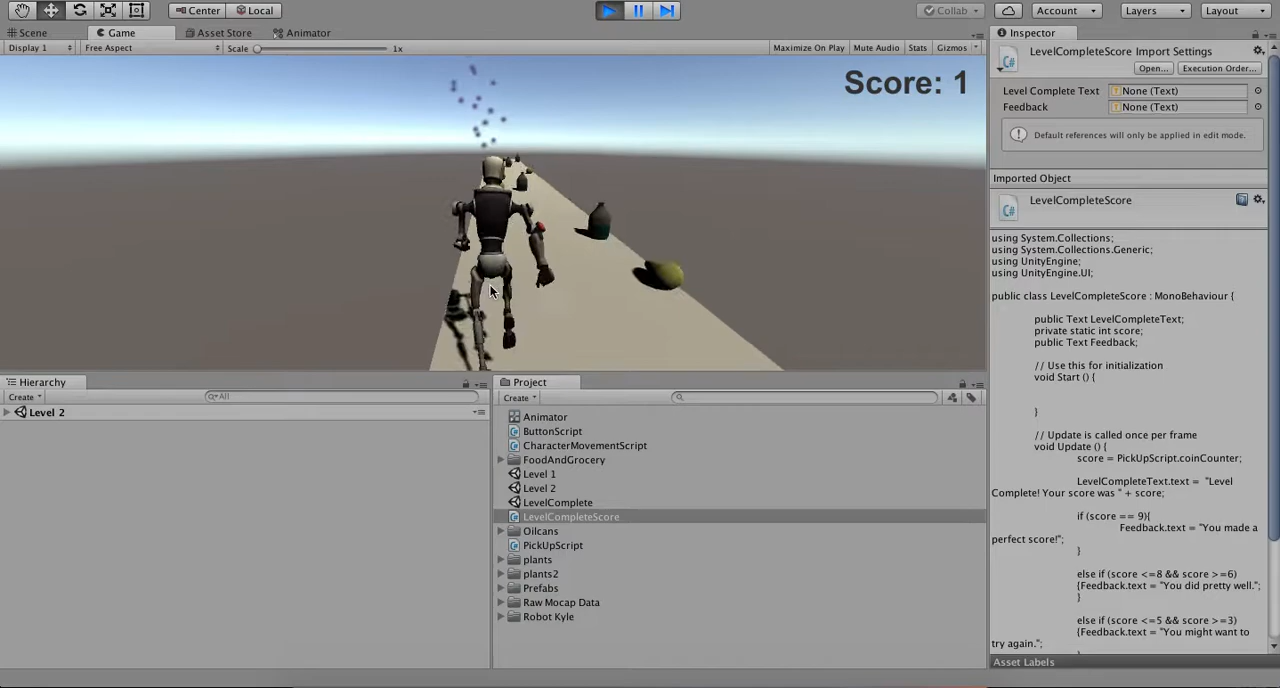 Center Local Collab Account Layers Layout
Scene Game Asset Store Animator
Display 1 Free Aspect Scale 1x Maximize On Play Mute Audio Stats Gizmos
Score: 1
Hierarchy
Create All
Level 2
Project
Create
Animator
ButtonScript
CharacterMovementScript
FoodAndGrocery
Level 1
Level 2
LevelComplete
LevelCompleteScore
Oilcans
PickUpScript
plants
plants2
Prefabs
Raw Mocap Data
Robot Kyle
Inspector
LevelCompleteScore Import Settings
C#
Open... Execution Order...
Level Complete Text None (Text)
Feedback None (Text)
! Default references will only be applied in edit mode.
Imported Object
C# LevelCompleteScore
using System.Collections;
using System.Collections.Generic;
using UnityEngine;
using UnityEngine.UI;
public class LevelCompleteScore : MonoBehaviour {
public Text LevelCompleteText;
private static int score;
public Text Feedback;
// Use this for initialization
void Start () {
}
// Update is called once per frame
void Update () {
score = PickUpScript.coinCounter;
LevelCompleteText.text = "Level
Complete! Your score was " + score;
if (score == 9){
Feedback.text = "You made a
perfect score!";
}
else if (score <=8 && score >=6)
{Feedback.text = "You did pretty well.";
}
else if (score <=5 && score >=3)
{Feedback.text = "You might want to
try again.";
}
Asset Labels